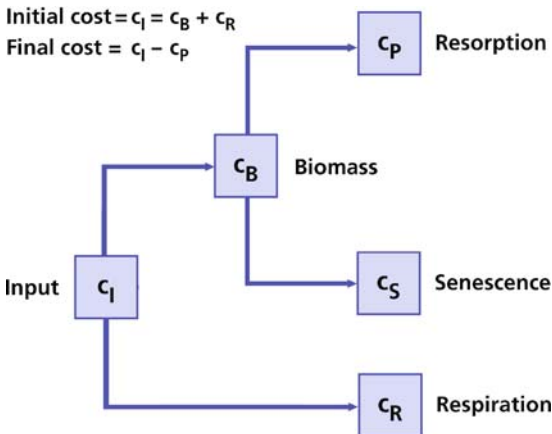 Initial cost = cI = cB + cR
Final cost = cI − cP
cP Resorption
cB Biomass
Input cI
cS Senescence
cR Respiration